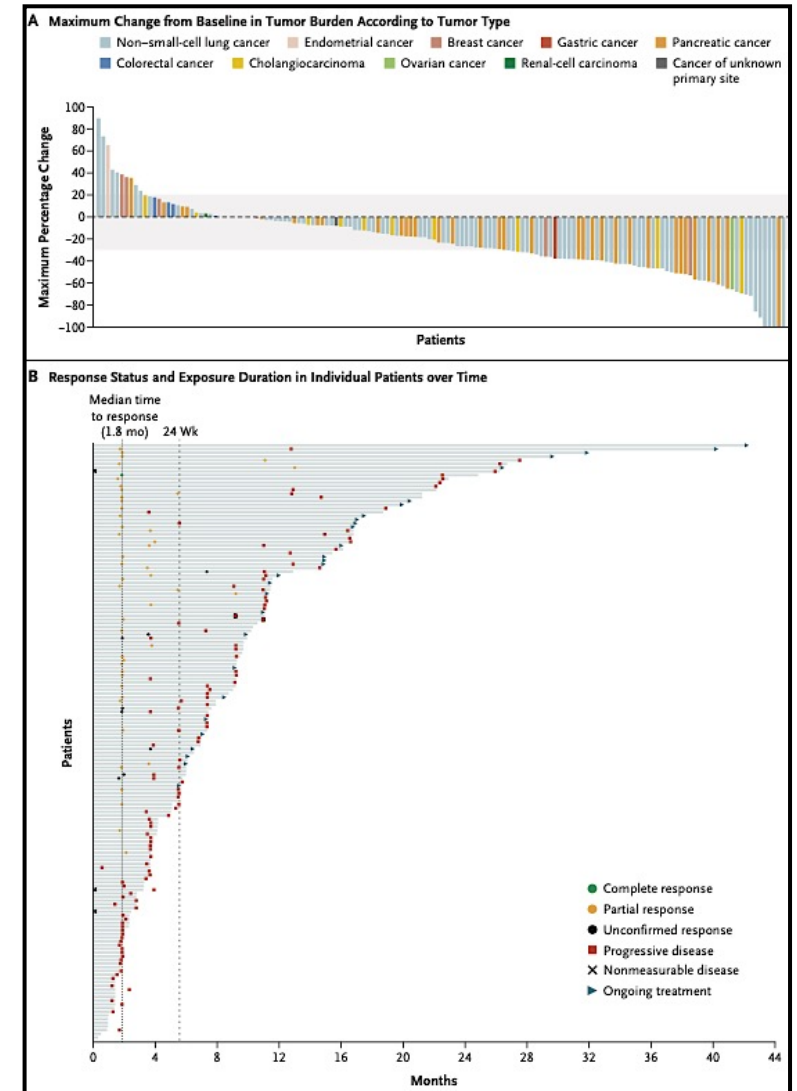 A Maximum Change from Baseline in Tumor Burden According to Tumor Type
Non–small-cell lung cancer Endometrial cancer Breast cancer Gastric cancer Pancreatic cancer
Colorectal cancer Cholangiocarcinoma Ovarian cancer Renal-cell carcinoma Cancer of unknown
primary site
Maximum Percentage Change
100
80
60
40
20
0
−20
−40
−60
−80
−100
Patients
B Response Status and Exposure Duration in Individual Patients over Time
Median time
to response
(1.8 mo) 24 Wk
Patients
Complete response
Partial response
Unconfirmed response
Progressive disease
Nonmeasurable disease
Ongoing treatment
0 4 8 12 16 20 24 28 32 36 40 44
Months